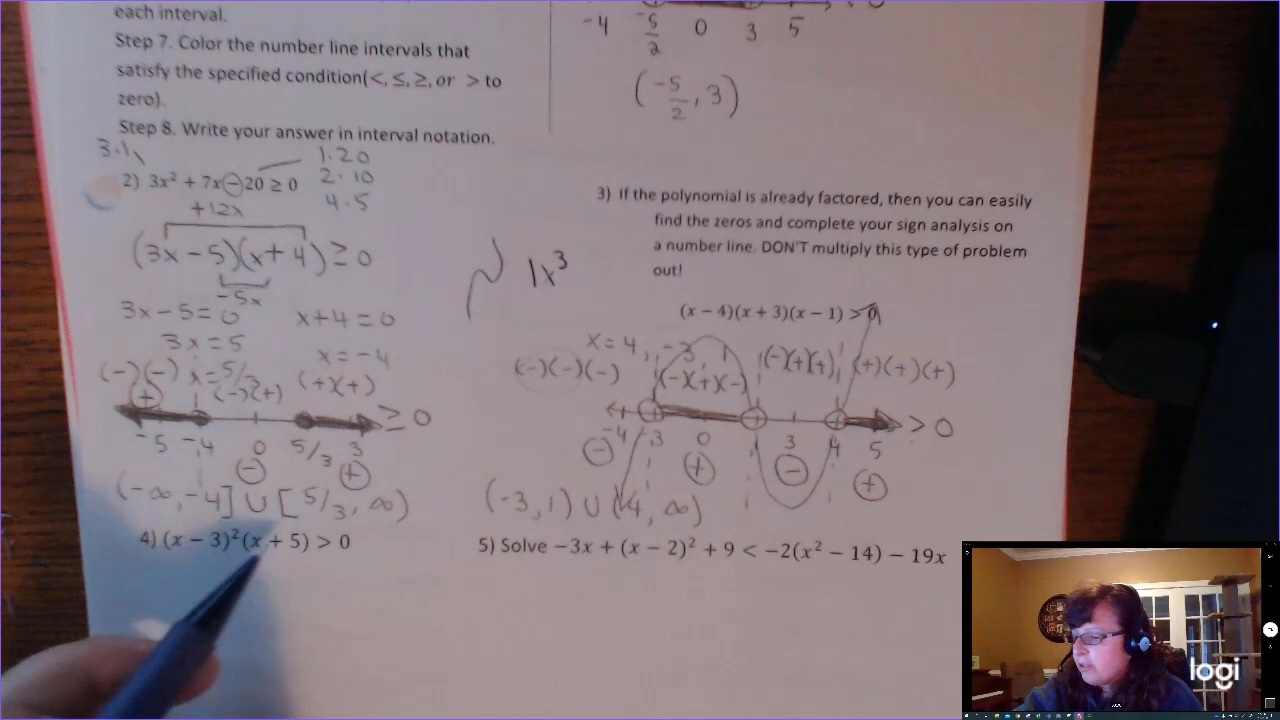 each interval.
Step 7. Color the number line intervals that
satisfy the specified condition(<, ≤, ≥, or > to
zero).
Step 8. Write your answer in interval notation.
-4 -5/2 0 3 5
(-5/2, 3)
3·1
1·20
2) 3x² + 7x − 20 ≥ 0
2·10
+12x
4·5
(3x − 5)(x + 4) ≥ 0
-5x
3x − 5 = 0
x + 4 = 0
3x = 5
x = -4
(-)(-) x = 5/3 (-)(+) (+)(+)
+
≥ 0
-5 -4 0 5/3 3
− +
(-∞, -4] ∪ [5/3, ∞)
1x³
3) If the polynomial is already factored, then you can easily
find the zeros and complete your sign analysis on
a number line. DON'T multiply this type of problem
out!
(x − 4)(x + 3)(x − 1) > 0
x = 4, -3, 1
(-)(-)(-) (-)(+)(-) (-)(+)(+) (+)(+)(+)
> 0
-4 -3 0 1 3 4 5
− + − +
(-3, 1) ∪ (4, ∞)
4) (x − 3)²(x + 5) > 0
5) Solve −3x + (x − 2)² + 9 < −2(x² − 14) − 19x
logi